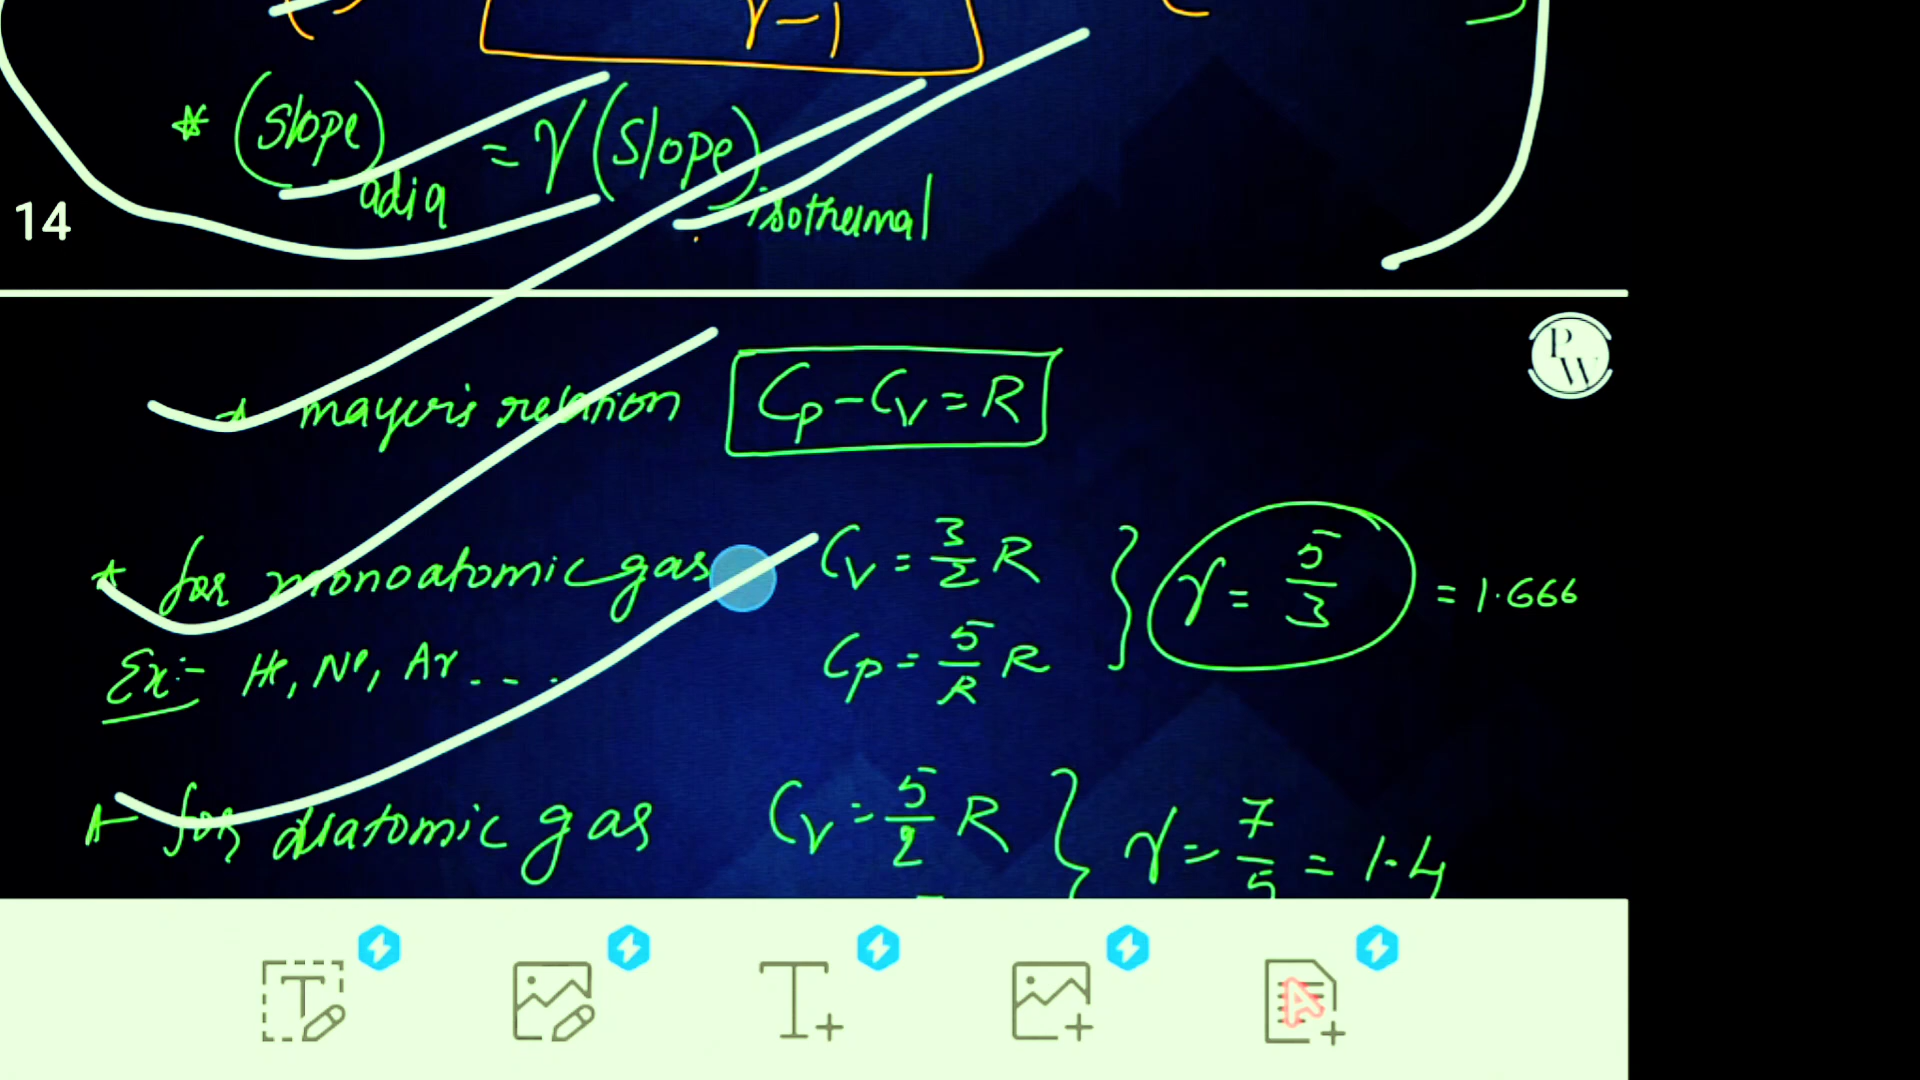 γ-1
* (Slope)adia = γ(Slope)isothermal
14
PW
* mayer's relation Cp - Cv = R
* for monoatomic gas Cv = 3/2 R } γ = 5/3 = 1.666
Ex:- He, Ne, Ar - - .
Cp = 5/R R
* for diatomic gas Cv = 5/2 R } γ = 7/5 = 1.4